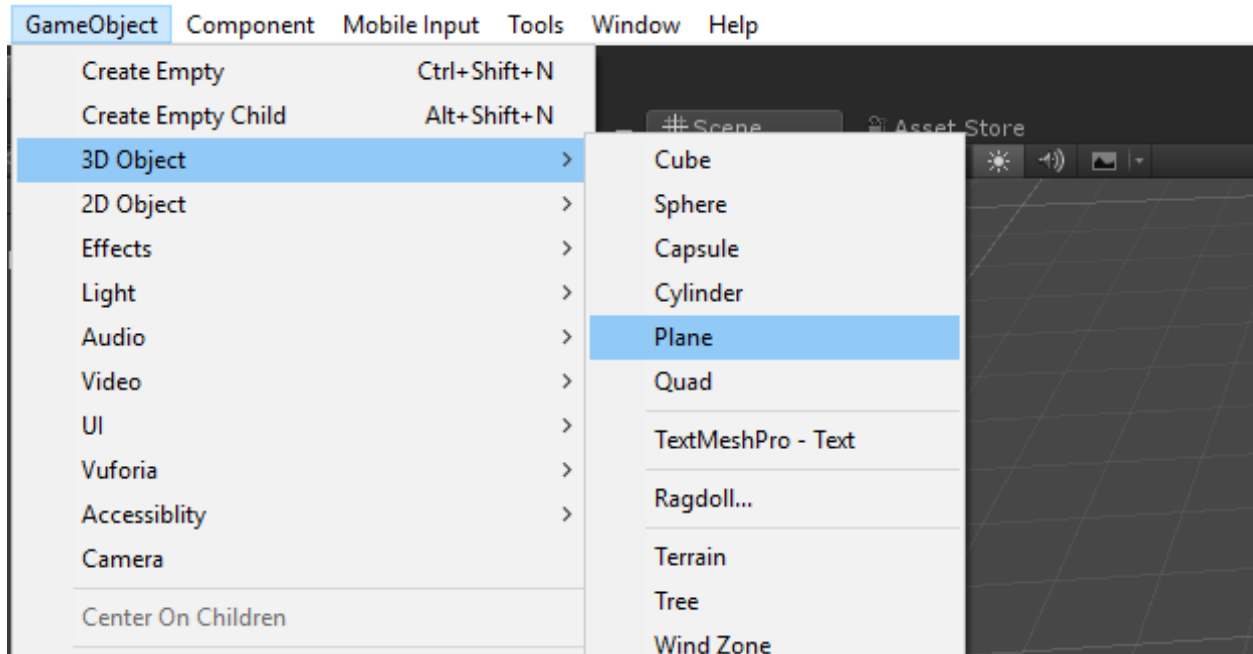 GameObject Component Mobile Input Tools Window Help
Create Empty Ctrl+Shift+N
Create Empty Child Alt+Shift+N
3D Object
2D Object
Effects
Light
Audio
Video
UI
Vuforia
Accessiblity
Camera
Center On Children
Scene
Asset Store
Cube
Sphere
Capsule
Cylinder
Plane
Quad
TextMeshPro - Text
Ragdoll...
Terrain
Tree
Wind Zone